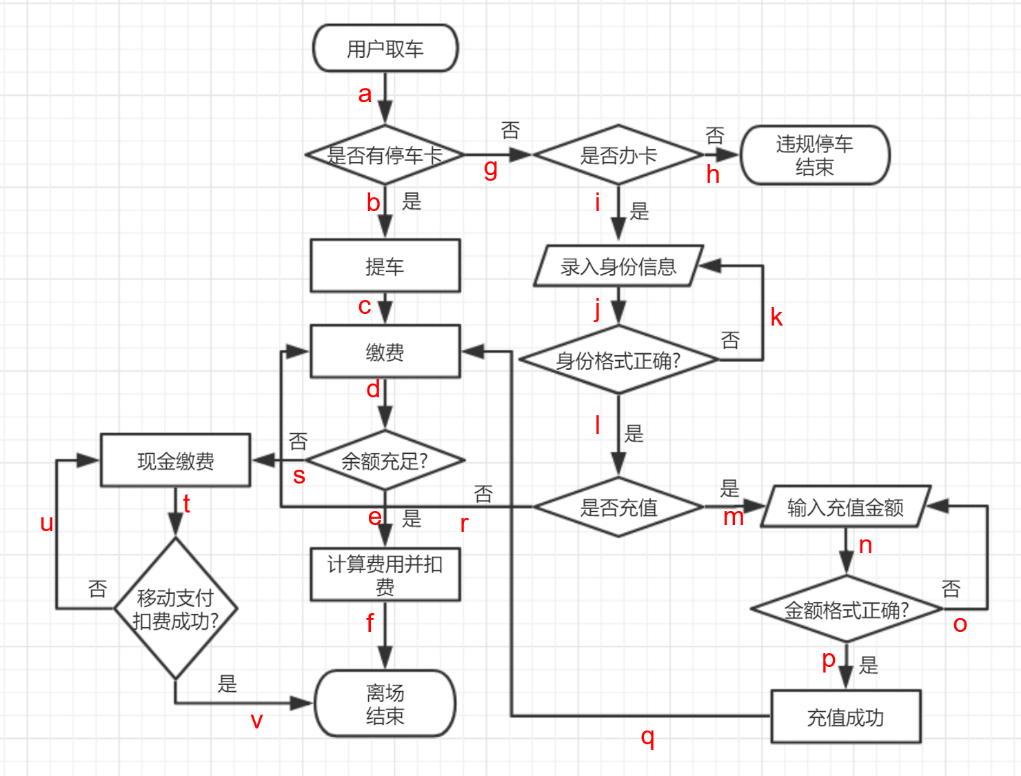 用户取车
a
否
否
是否有停车卡
是否办卡
违规停车
结束
g
h
b
是
i
是
提车
录入身份信息
c
j
k
缴费
否
身份格式正确?
d
l
是
否
现金缴费
余额充足?
s
否
是
是否充值
输入充值金额
t
u
e
是
r
m
n
计算费用并扣
费
否
移动支付
扣费成功?
否
金额格式正确?
f
o
p
是
是
离场
结束
v
充值成功
q